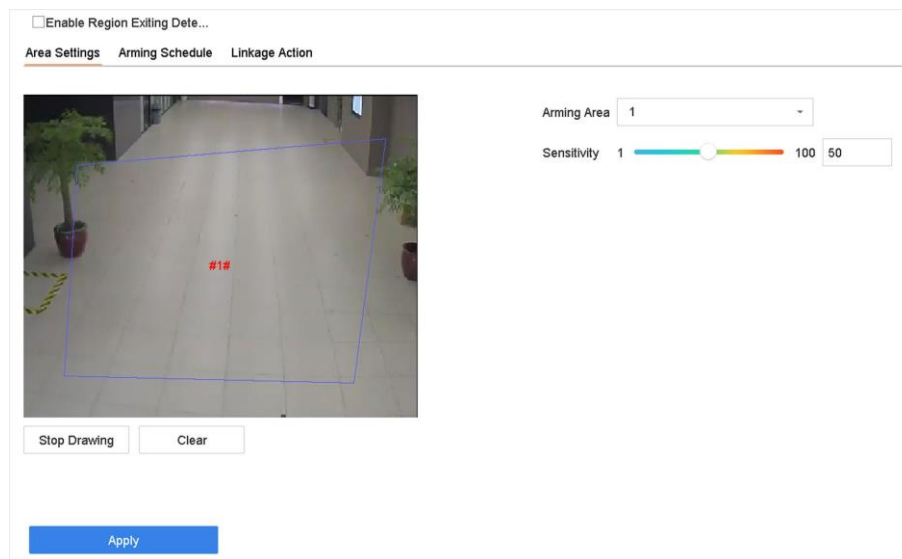 Enable Region Exiting Dete...
Area Settings Arming Schedule Linkage Action
Arming Area 1
Sensitivity 1 100 50
#1#
Stop Drawing Clear
Apply